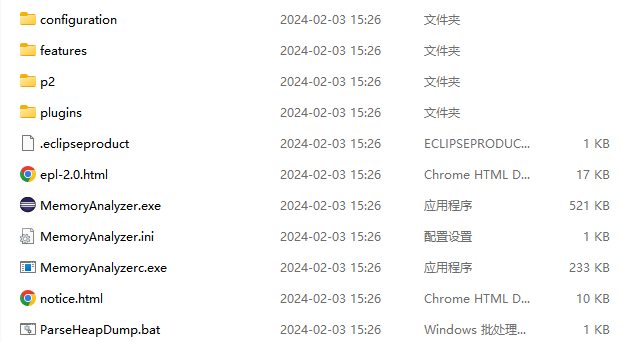 configuration 2024-02-03 15:26 文件夹
features 2024-02-03 15:26 文件夹
p2 2024-02-03 15:26 文件夹
plugins 2024-02-03 15:26 文件夹
.eclipseproduct 2024-02-03 15:26 ECLIPSEPRODUC... 1 KB
epl-2.0.html 2024-02-03 15:26 Chrome HTML D... 17 KB
MemoryAnalyzer.exe 2024-02-03 15:26 应用程序 521 KB
MemoryAnalyzer.ini 2024-02-03 15:26 配置设置 1 KB
MemoryAnalyzerc.exe 2024-02-03 15:26 应用程序 233 KB
notice.html 2024-02-03 15:26 Chrome HTML D... 10 KB
ParseHeapDump.bat 2024-02-03 15:26 Windows 批处理... 1 KB